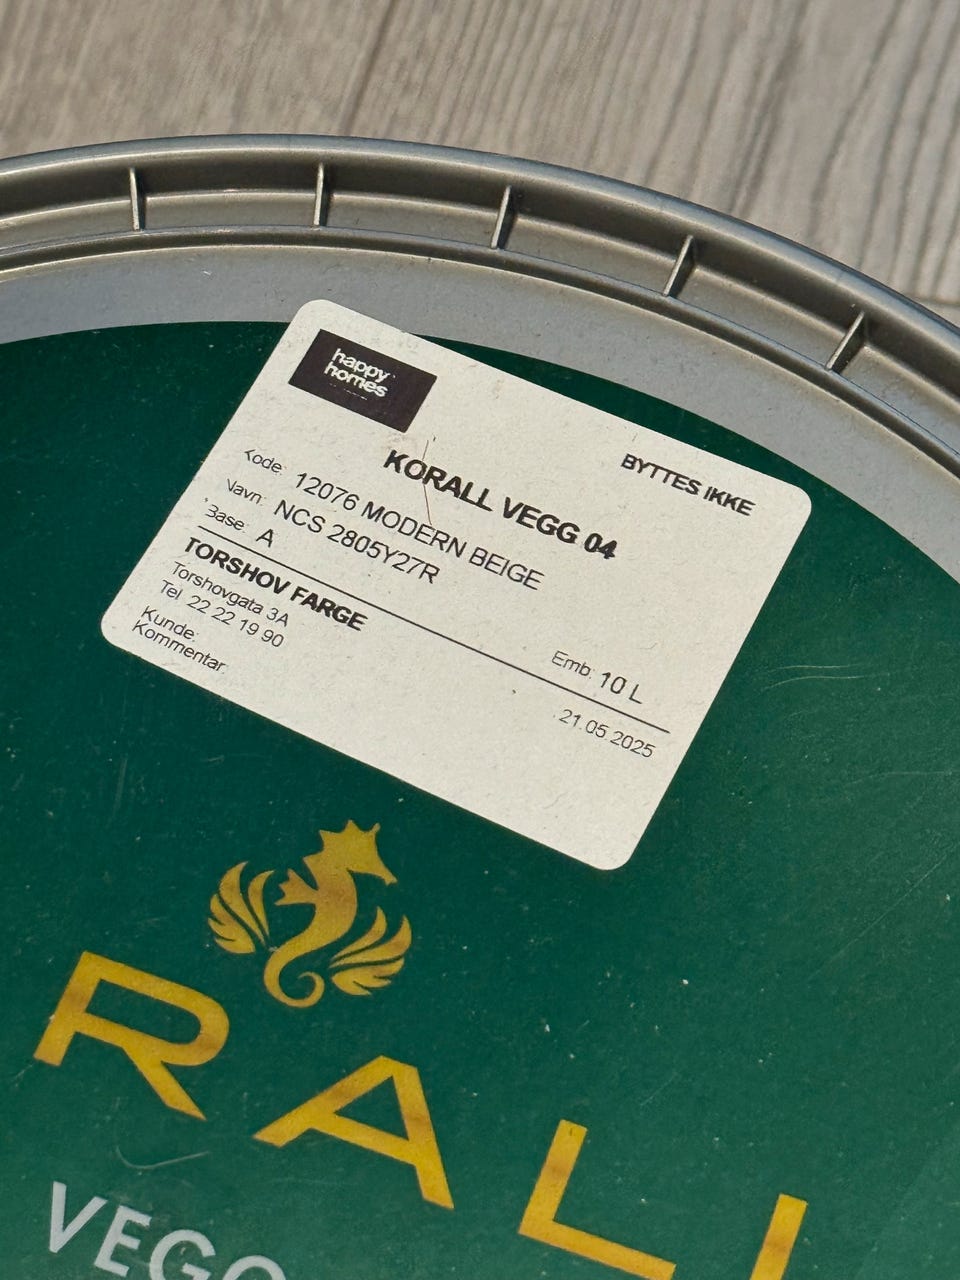 happy
homes
BYTTES IKKE
KORALL VEGG 04
Kode: 12076 MODERN BEIGE
Navn: NCS 2805Y27R
Base: A
Emb: 10 L
TORSHOV FARGE
21.05.2025
Torshovgata 3A
Tel 22 22 19 90
Kunde:
Kommentar:
RALL
VEGG